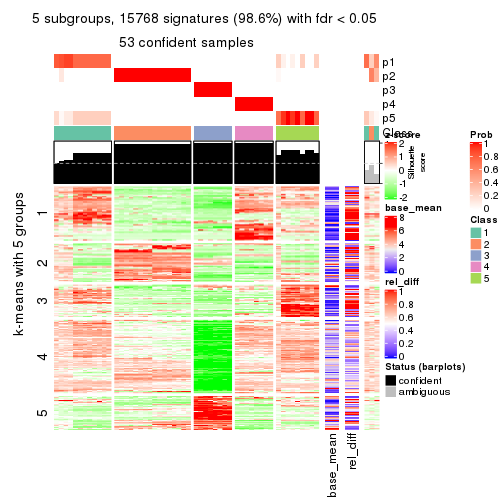 5 subgroups, 15768 signatures (98.6%) with fdr < 0.05
53 confident samples
p1
p2
p3
p4
p5
Class
k-means with 5 groups
1
2
3
4
5
base_mean
rel_diff
Silhouette
score
z-score
2
1
0
-1
-2
base_mean
8
6
4
2
0
rel_diff
1
0.8
0.6
0.4
0.2
0
Status (barplots)
confident
ambiguous
Prob
1
0.8
0.6
0.4
0.2
0
Class
1
2
3
4
5